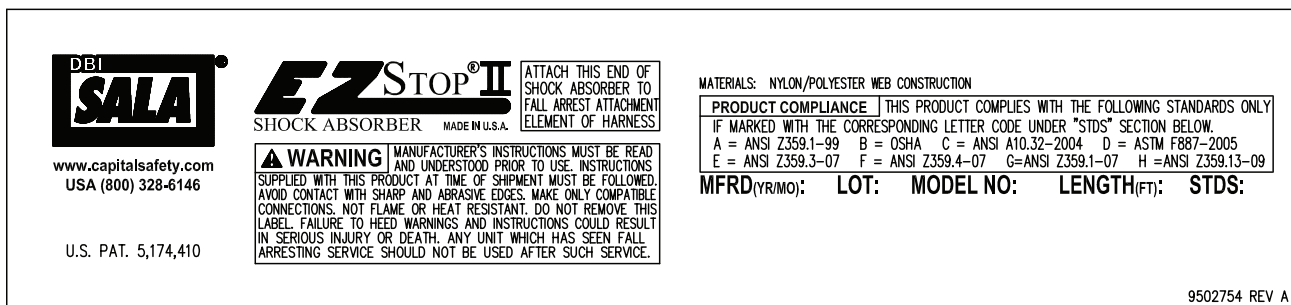 DBI
SALA®
www.capitalsafety.com
USA (800) 328-6146
U.S. PAT. 5,174,410
EZ STOP® II
SHOCK ABSORBER MADE IN U.S.A.
ATTACH THIS END OF
SHOCK ABSORBER TO
FALL ARREST ATTACHMENT
ELEMENT OF HARNESS
WARNING MANUFACTURER'S INSTRUCTIONS MUST BE READ
AND UNDERSTOOD PRIOR TO USE. INSTRUCTIONS
SUPPLIED WITH THIS PRODUCT AT TIME OF SHIPMENT MUST BE FOLLOWED.
AVOID CONTACT WITH SHARP AND ABRASIVE EDGES. MAKE ONLY COMPATIBLE
CONNECTIONS. NOT FLAME OR HEAT RESISTANT. DO NOT REMOVE THIS
LABEL. FAILURE TO HEED WARNINGS AND INSTRUCTIONS COULD RESULT
IN SERIOUS INJURY OR DEATH. ANY UNIT WHICH HAS SEEN FALL
ARRESTING SERVICE SHOULD NOT BE USED AFTER SUCH SERVICE.
MATERIALS: NYLON/POLYESTER WEB CONSTRUCTION
PRODUCT COMPLIANCE THIS PRODUCT COMPLIES WITH THE FOLLOWING STANDARDS ONLY
IF MARKED WITH THE CORRESPONDING LETTER CODE UNDER "STDS" SECTION BELOW.
A = ANSI Z359.1-99 B = OSHA C = ANSI A10.32-2004 D = ASTM F887-2005
E = ANSI Z359.3-07 F = ANSI Z359.4-07 G=ANSI Z359.1-07 H =ANSI Z359.13-09
MFRD(YR/MO): LOT: MODEL NO: LENGTH(FT): STDS:
9502754 REV A